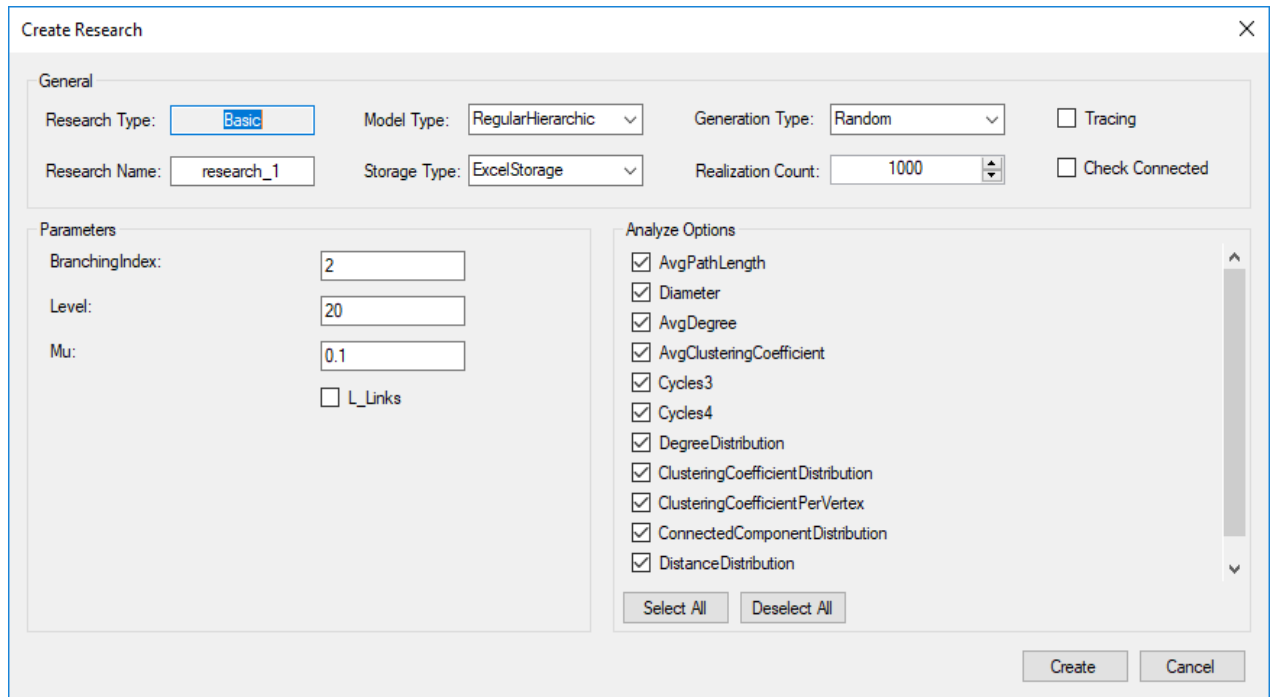 Create Research
General
Research Type: Basic Model Type: RegularHierarchic Generation Type: Random Tracing
Research Name: research_1 Storage Type: ExcelStorage Realization Count: 1000 Check Connected
Parameters
BranchingIndex: 2
Level: 20
Mu: 0.1
L_Links
Analyze Options
AvgPathLength
Diameter
AvgDegree
AvgClusteringCoefficient
Cycles3
Cycles4
DegreeDistribution
ClusteringCoefficientDistribution
ClusteringCoefficientPerVertex
ConnectedComponentDistribution
DistanceDistribution
Select All Deselect All
Create Cancel